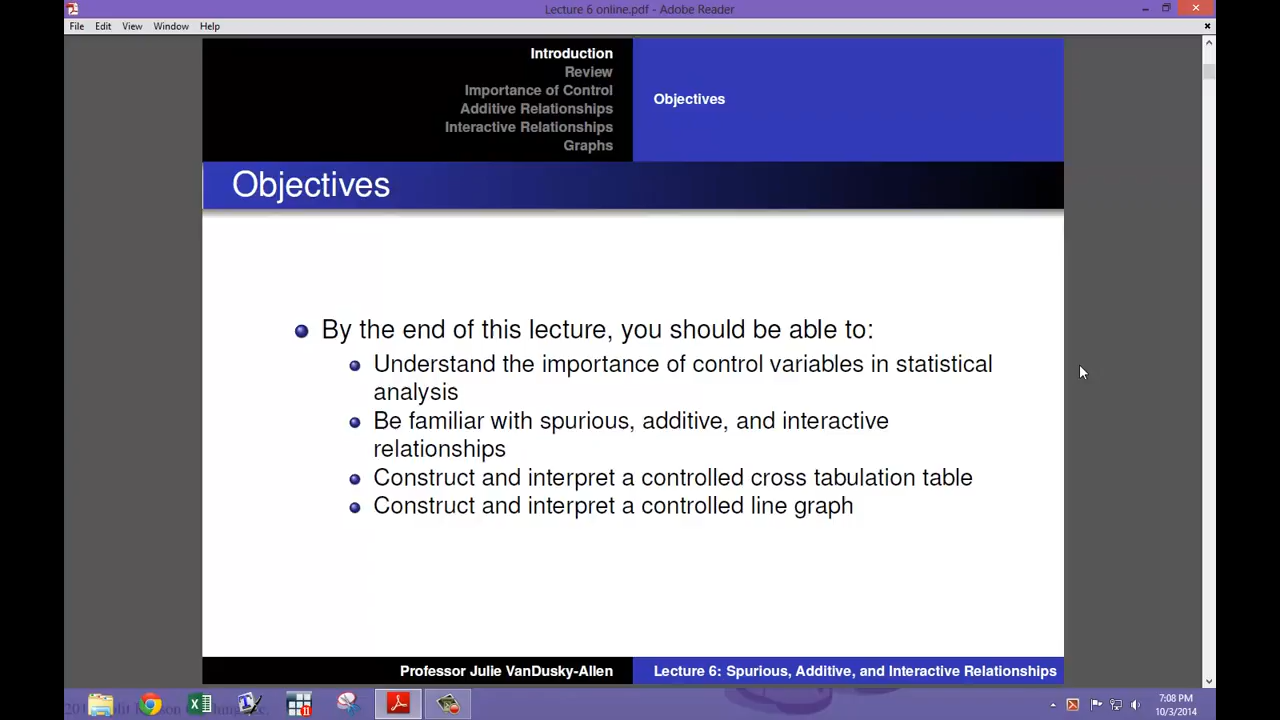 Lecture 6 online.pdf - Adobe Reader
File Edit View Window Help
Introduction
Review
Importance of Control
Additive Relationships
Interactive Relationships
Graphs
Objectives
Objectives
By the end of this lecture, you should be able to:
Understand the importance of control variables in statistical
analysis
Be familiar with spurious, additive, and interactive
relationships
Construct and interpret a controlled cross tabulation table
Construct and interpret a controlled line graph
Professor Julie VanDusky-Allen
Lecture 6: Spurious, Additive, and Interactive Relationships
7:08 PM
10/3/2014